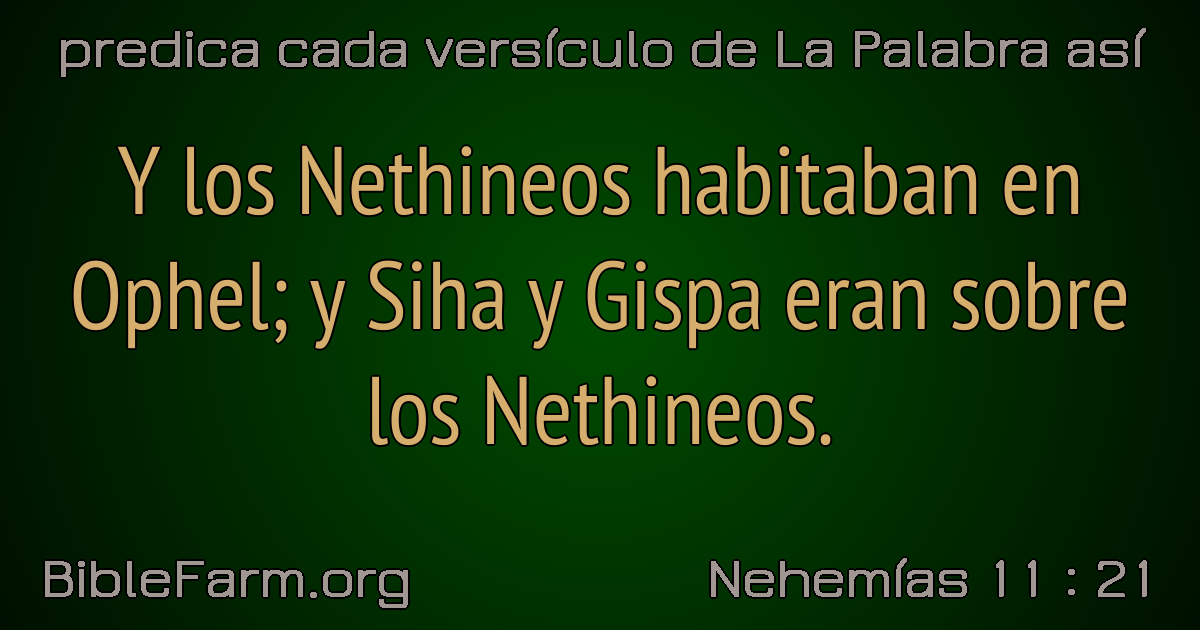 predica cada versículo de La Palabra así
Y los Nethineos habitaban en
Ophel; y Siha y Gispa eran sobre
los Nethineos.
BibleFarm.org
Nehemías 11 : 21